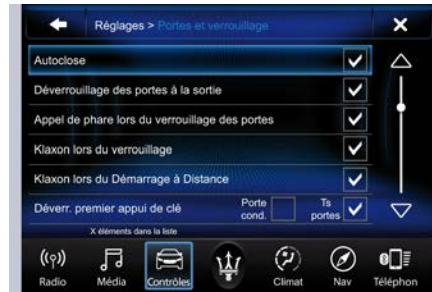 Réglages > Portes et verrouillage
Autoclose
Déverrouillage des portes à la sortie
Appel de phare lors du verrouillage des portes
Klaxon lors du verrouillage
Klaxon lors du Démarrage à Distance
Déverr. premier appui de clé Porte cond. Ts portes
X éléments dans la liste
Radio Média Contrôles Climat Nav Téléphon